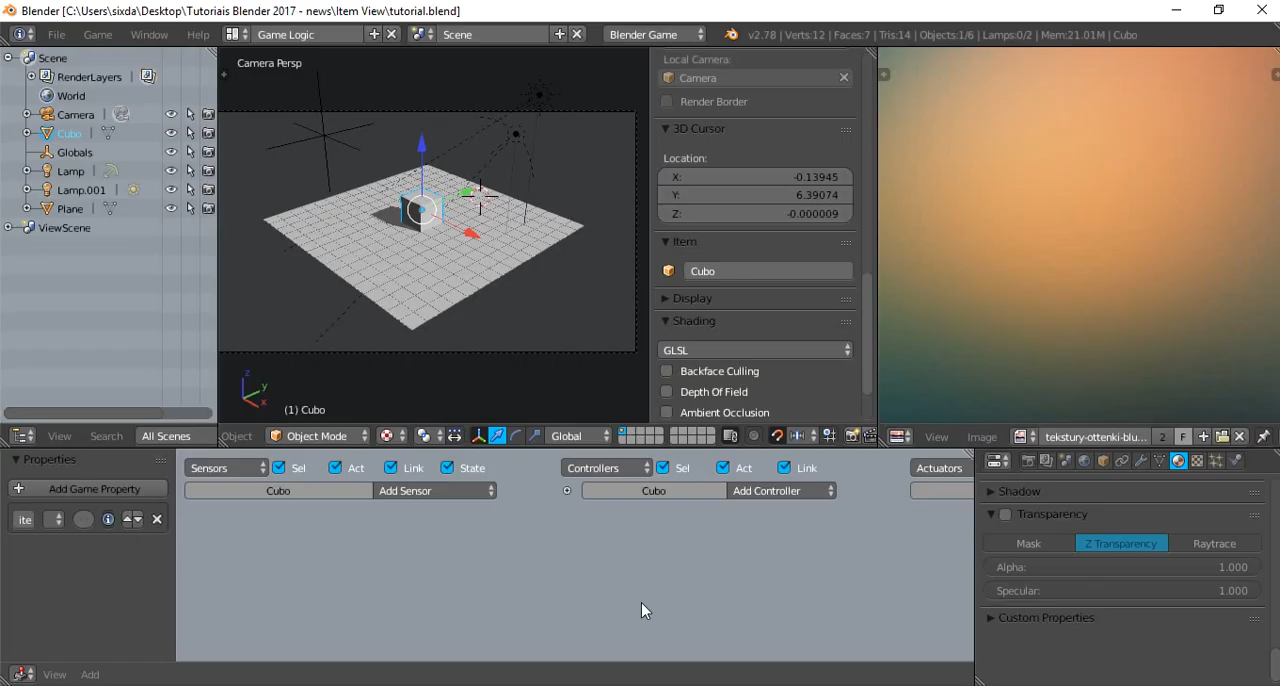 Blender [C:\Users\sixda\Desktop\Tutoriais Blender 2017 - news\Item View\tutorial.blend]
File Game Window Help Game Logic Scene Blender Game v2.78 | Verts:12 | Faces:7 | Tris:14 | Objects:1/6 | Lamps:0/2 | Mem:21.01M | Cubo
Scene
RenderLayers
World
Camera
Cubo
Globals
Lamp
Lamp.001
Plane
ViewScene
View Search All Scenes
Camera Persp
z
y
x
(1) Cubo
Local Camera:
Camera
Render Border
3D Cursor
Location:
X: -0.13945
Y: 6.39074
Z: -0.000009
Item
Cubo
Display
Shading
GLSL
Backface Culling
Depth Of Field
Ambient Occlusion
Object Object Mode Global
View Image tekstury-ottenki-blu... 2 F
Properties
Add Game Property
ite
Sensors Sel Act Link State
Cubo Add Sensor
Controllers Sel Act Link
Cubo Add Controller
Actuators
View Add
Shadow
Transparency
Mask Z Transparency Raytrace
Alpha: 1.000
Specular: 1.000
Custom Properties